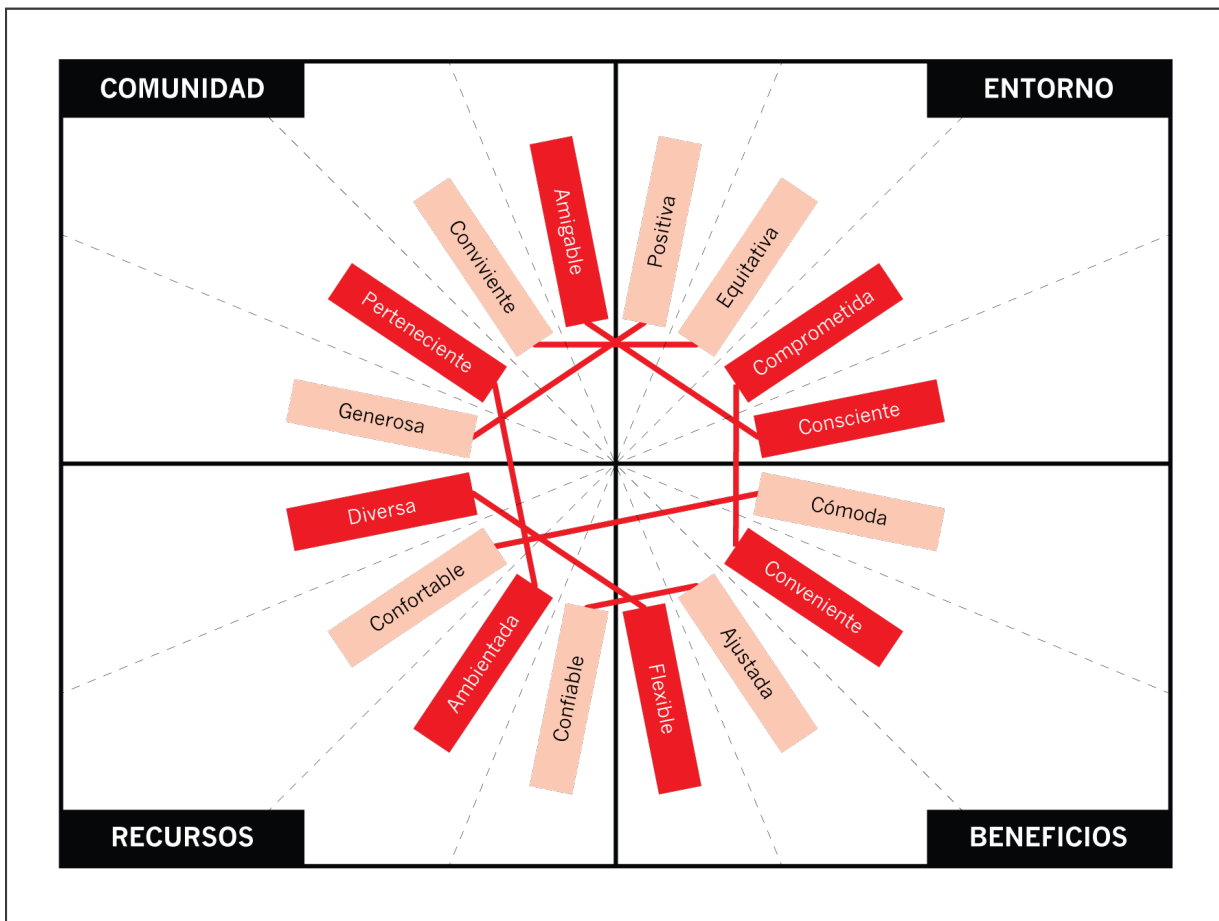 COMUNIDAD
ENTORNO
Amigable
Positiva
Conviviente
Equitativa
Perteneciente
Comprometida
Generosa
Consciente
Diversa
Cómoda
Confortable
Conveniente
Ambientada
Ajustada
Confiable
Flexible
RECURSOS
BENEFICIOS